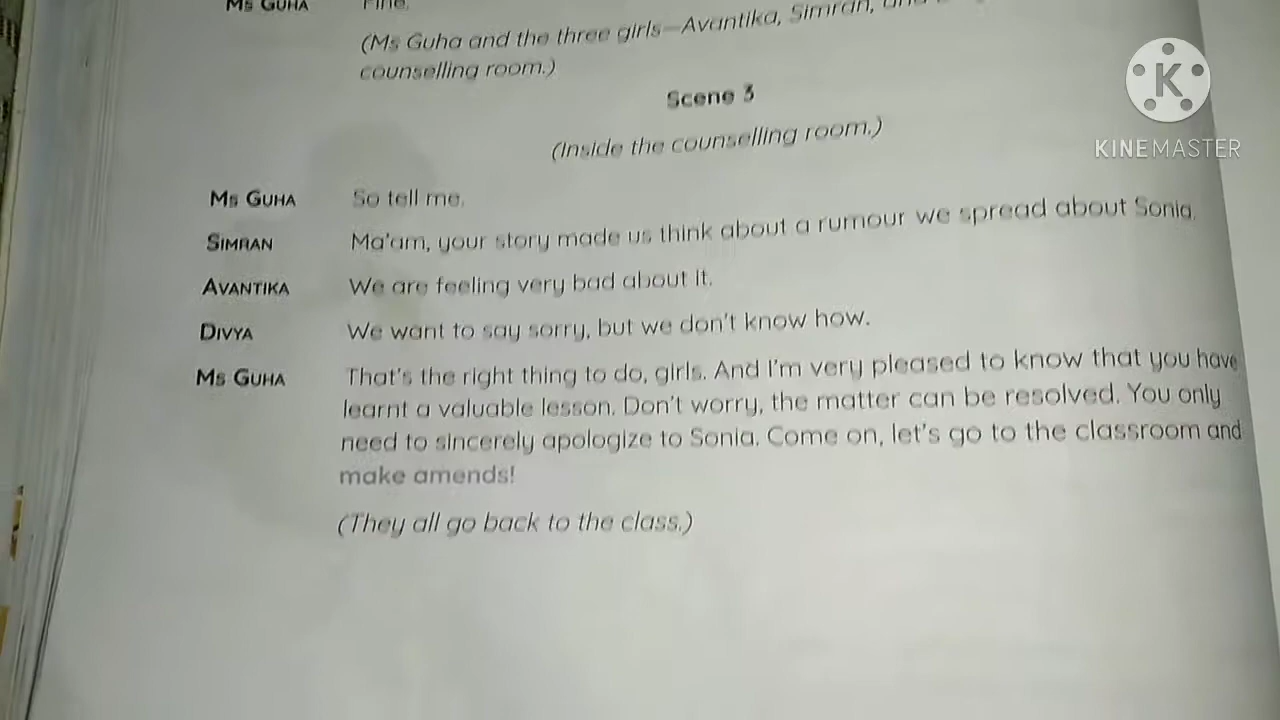 Ms Guha Fine.
(Ms Guha and the three girls—Avantika, Simran,
counselling room.)
Scene 3
(Inside the counselling room.)
Ms Guha So tell me.
Simran Ma'am, your story made us think about a rumour we spread about Sonia.
Avantika We are feeling very bad about it.
Divya We want to say sorry, but we don't know how.
Ms Guha That's the right thing to do, girls. And I'm very pleased to know that you have
learnt a valuable lesson. Don't worry, the matter can be resolved. You only
need to sincerely apologize to Sonia. Come on, let's go to the classroom and
make amends!
(They all go back to the class.)
K
KINEMASTER